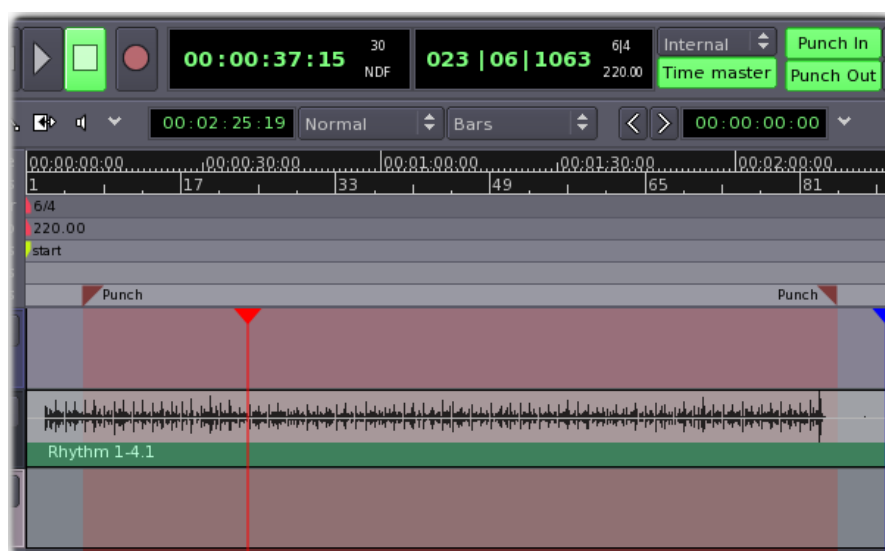 00:00:37:15 30 NDF 023|06|1063 6|4 220.00 Internal Time master Punch In Punch Out
00:02:25:19 Normal Bars 00:00:00:00
00:00:00:00 00:00:30:00 00:01:00:00 00:01:30:00 00:02:00:00
1 17 33 49 65 81
6/4
220.00
start
Punch Punch
Rhythm 1-4.1